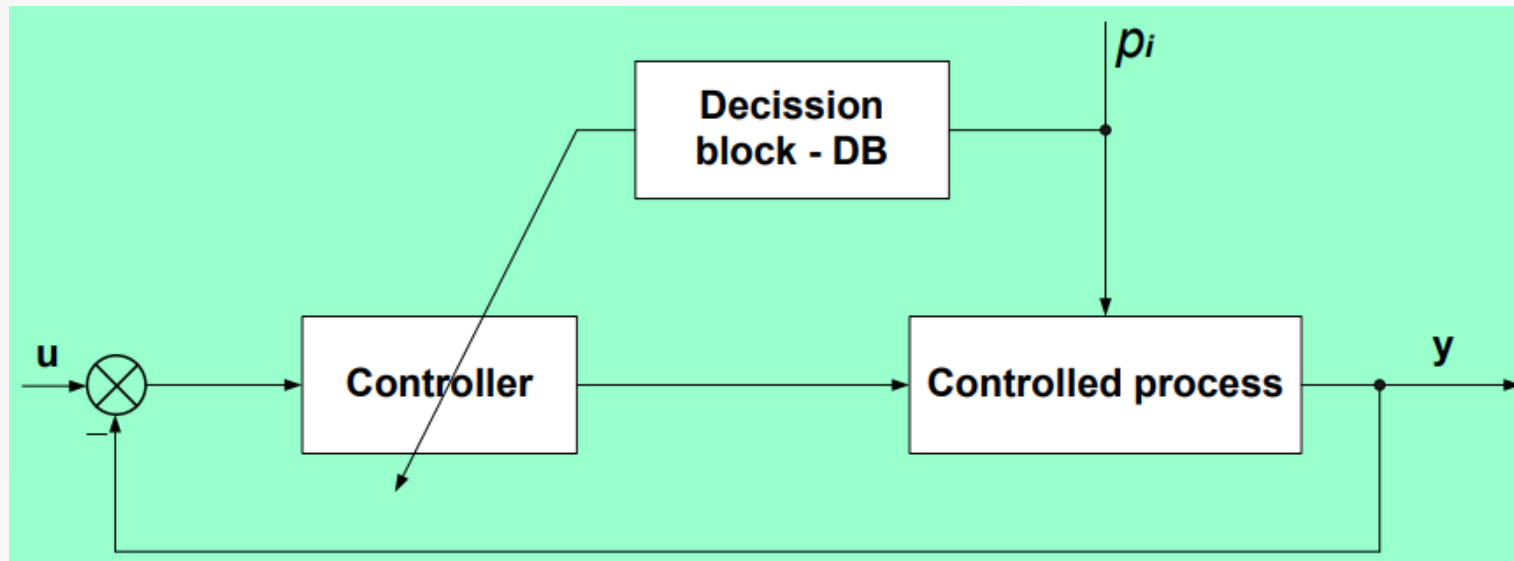 pi
Decission
block - DB
u
Controller
Controlled process
y
–